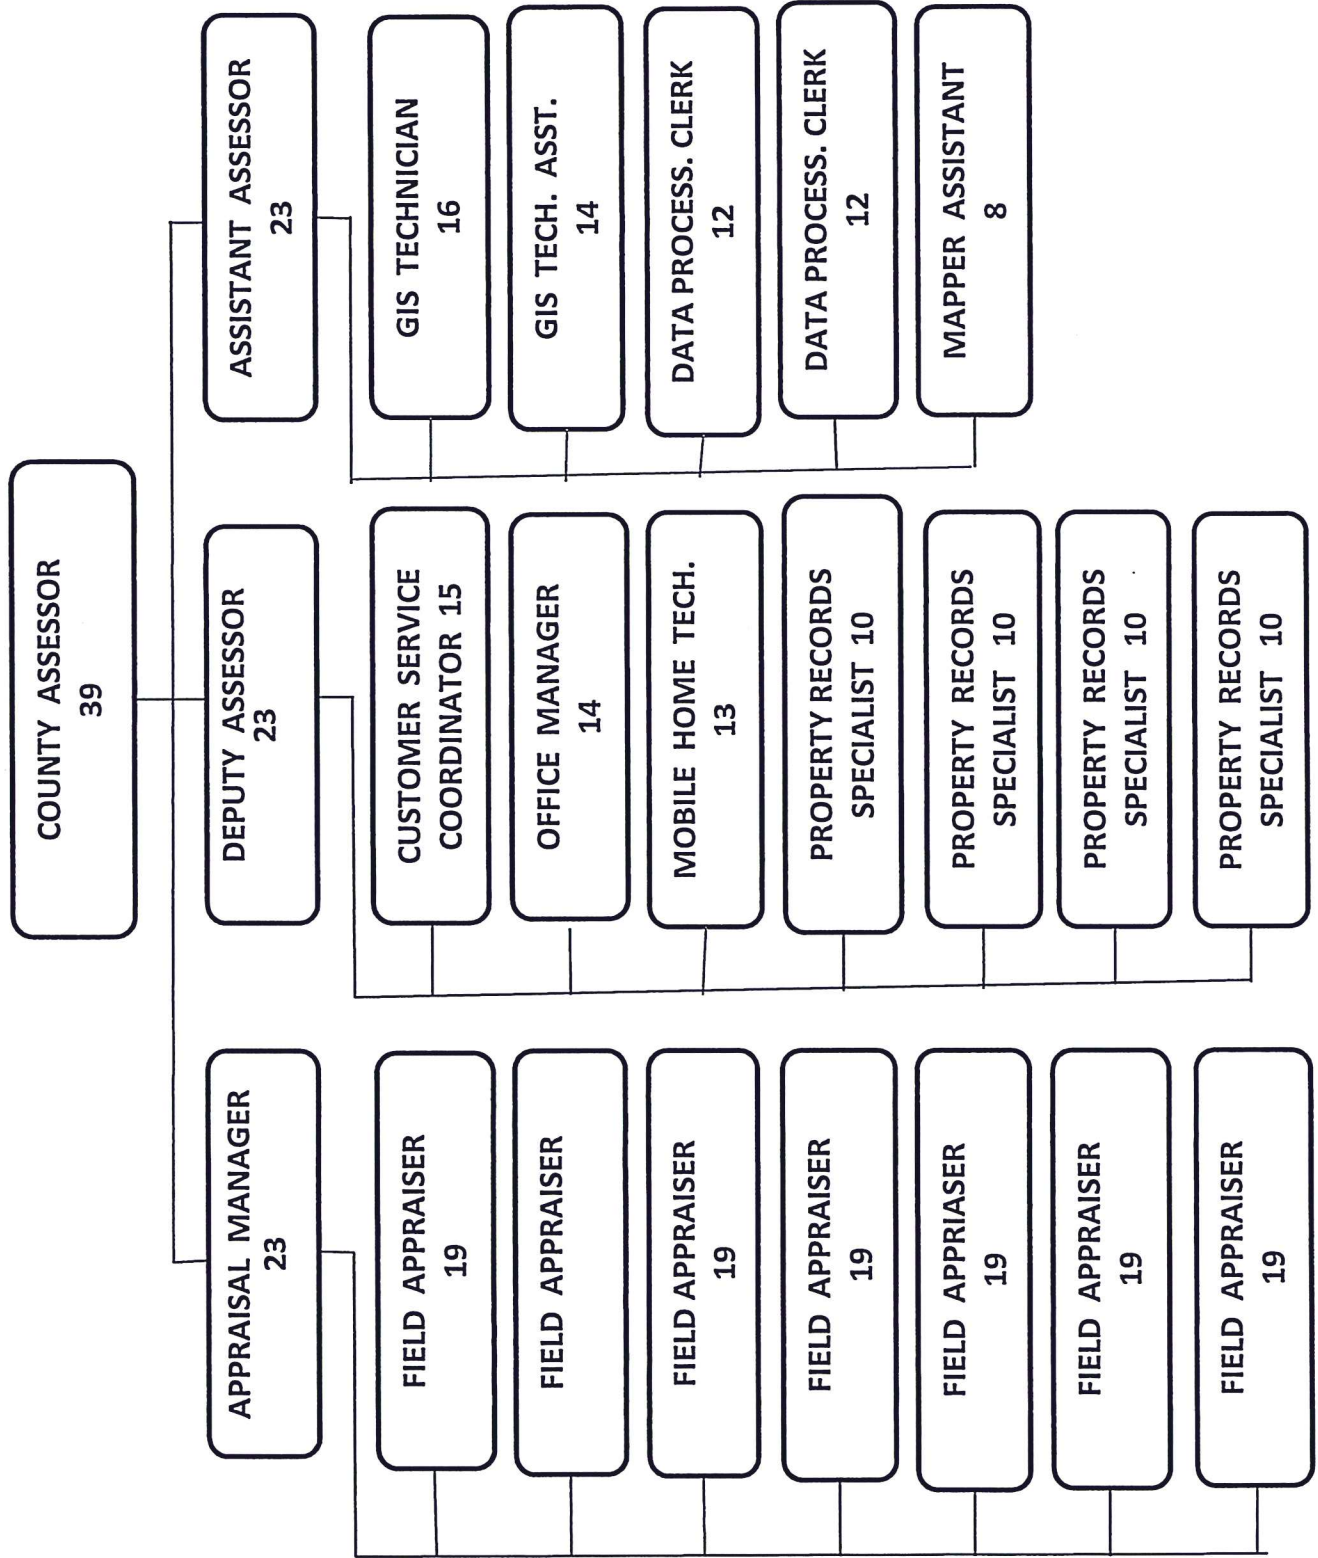 COUNTY ASSESSOR
39
APPRAISAL MANAGER
23
FIELD APPRAISER
19
FIELD APPRAISER
FIELD APPRAISER
19
FIELD APPRAISER
19
FIELD APPRIASER
19
FIELD APPRAISER
19
FIELD APPRAISER
19
DEPUTY ASSESSOR
23
CUSTOMER SERVICE
COORDINATOR 15
OFFICE MANAGER
14
MOBILE HOME TECH.
13
PROPERTY RECORDS
SPECIALIST 10
PROPERTY RECORDS
SPECIALIST 10
PROPERTY RECORDS
SPECIALIST 10
PROPERTY RECORDS
SPECIALIST 10
ASSISTANT ASSESSOR
23
GIS TECHNICIAN
16
GIS TECH. ASST.
14
DATA PROCESS. CLERK
12
DATA PROCESS. CLERK
12
MAPPER ASSISTANT
8